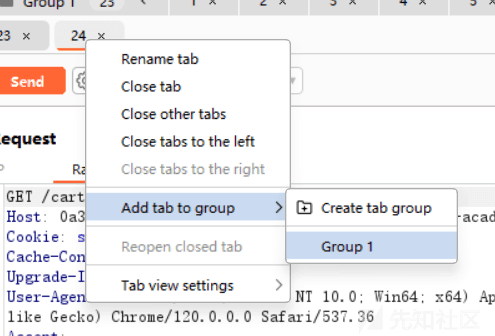 Group 1 23 1 × 2 × 3 × 4 × 5
23 × 24 ×
Send
Request
Ra
Rename tab
Close tab
Close other tabs
Close tabs to the left
Close tabs to the right
Add tab to group >
Create tab group
Group 1
Reopen closed tab
Tab view settings >
GET /cart
Host: 0a3 -acad
Cookie: s
Cache-Con
Upgrade-I
User-Agen NT 10.0; Win64; x64) Ap
like Gecko) Chrome/120.0.0.0 Safari/537.36
Accept:
先知社区